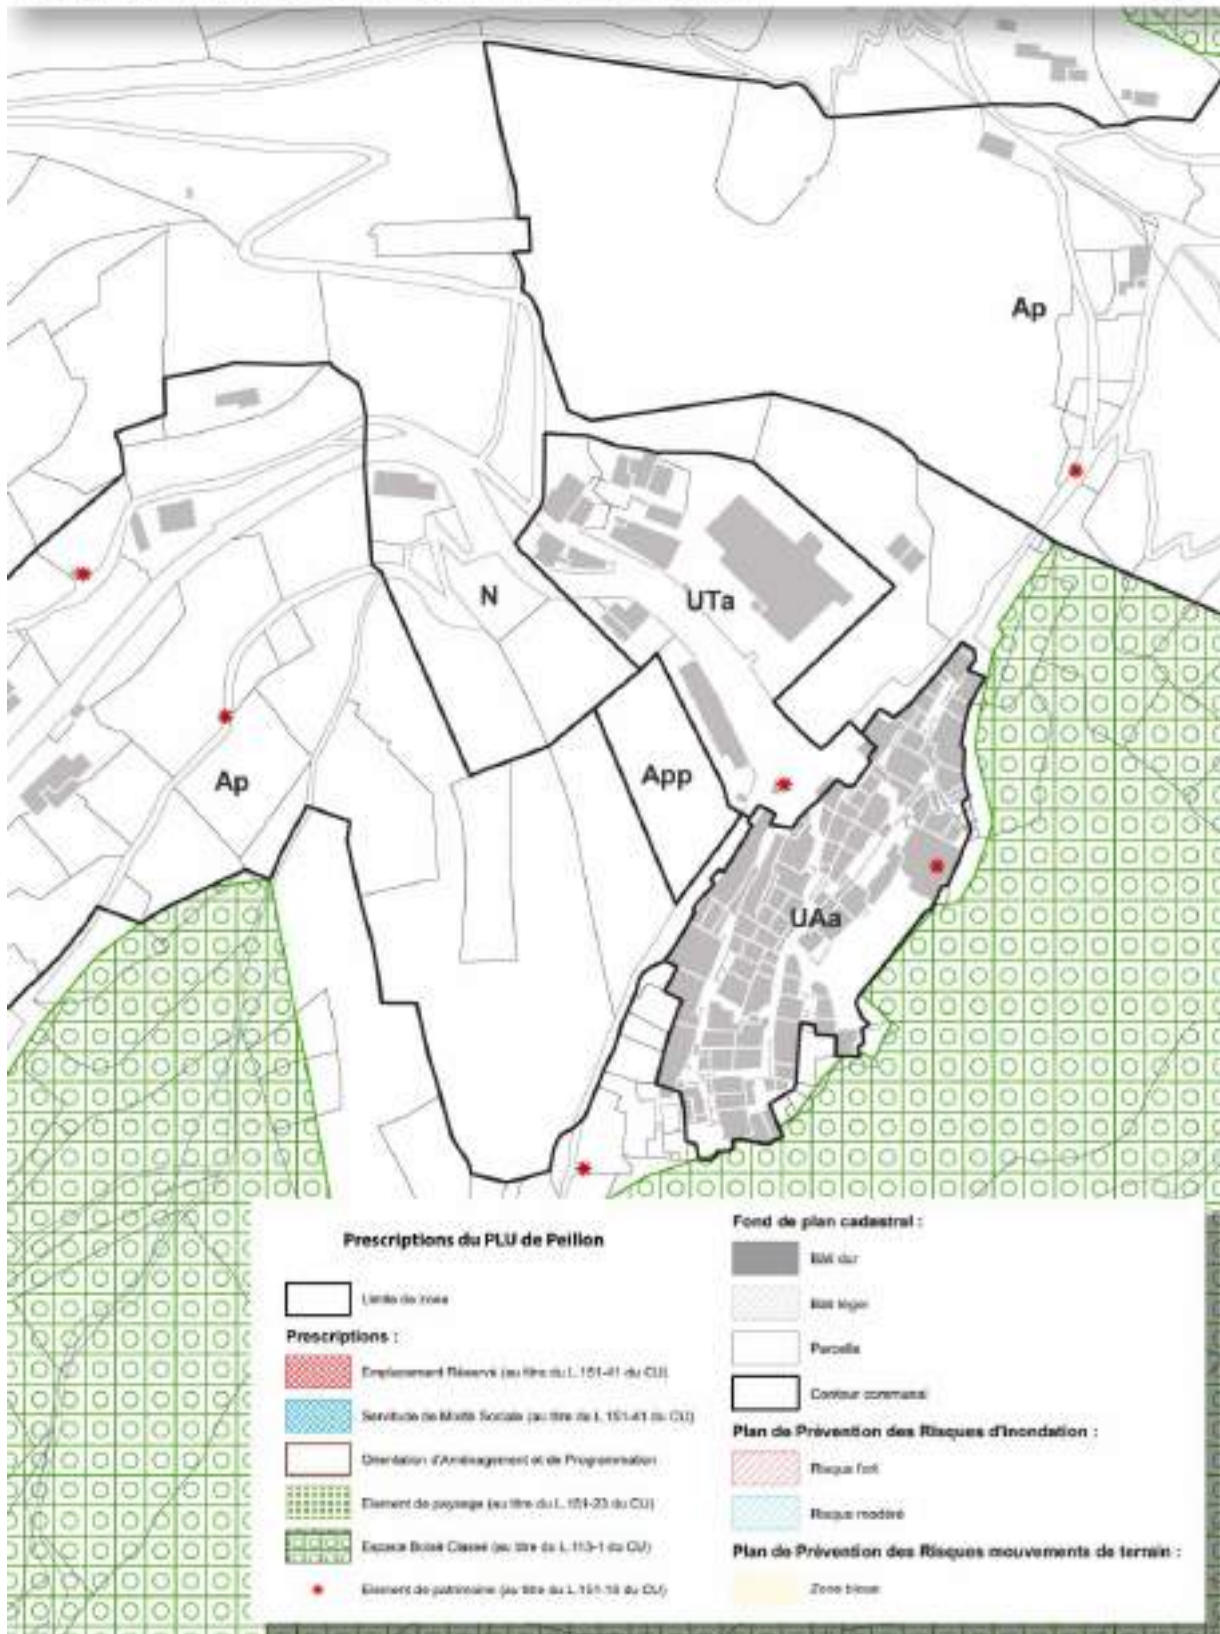 Ap
N
UTa
Ap
App
UAa
Prescriptions du PLU de Peillon
Limite de zone
Prescriptions :
Emplacement Réservé (au titre du L.151-41 du CU)
Servitude de Mixité Sociale (au titre du L.151-41 du CU)
Orientation d'Aménagement et de Programmation
Element de paysage (au titre du L.151-23 du CU)
Espace Boisé Classé (au titre du L.113-1 du CU)
Element de patrimoine (au titre du L.151-19 du CU)
Fond de plan cadastral :
Bâti dur
Bâti léger
Parcelle
Contour communal
Plan de Prévention des Risques d'Inondation :
Risque fort
Risque modéré
Plan de Prévention des Risques mouvements de terrain :
Zone bleue